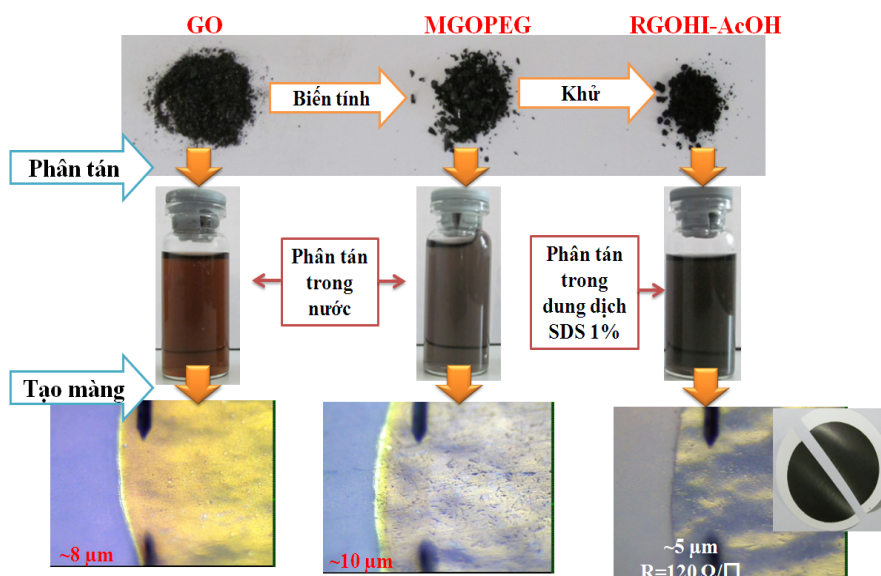 GO
MGOPEG
RGOHI-AcOH
Biến tính
Khử
Phân tán
Phân tán
trong
nước
Phân tán
trong
dung dịch
SDS 1%
Tạo màng
~8 µm
~10 µm
~5 µm
R=120 Ω/□